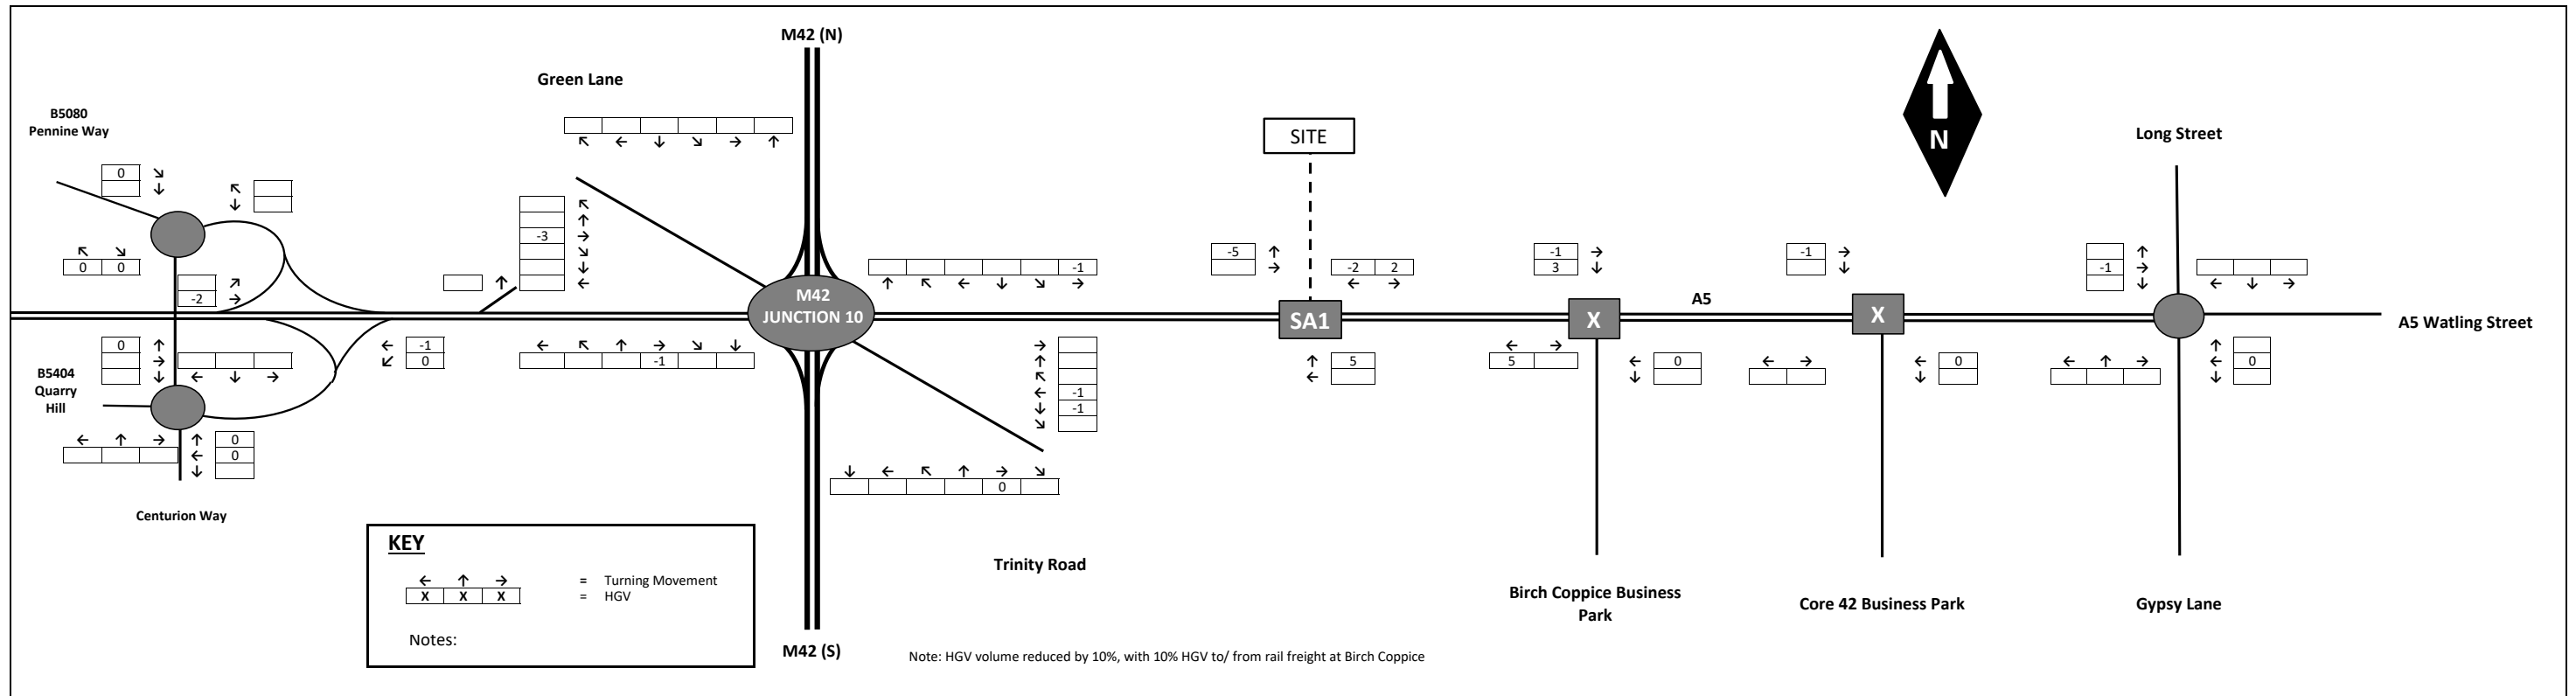 M42 (N)
Green Lane
B5080
Pennine Way
Long Street
SITE
N
0
0 0
-2
-3
-1
-5
-2 2
-1
3
-1
-1
M42
JUNCTION 10
SA1
X
A5
X
A5 Watling Street
0
B5404
Quarry
Hill
-1
0
-1
-1
-1
5
5
0
0
0
0
0
0
Centurion Way
KEY
= Turning Movement
X X X = HGV
Notes:
Trinity Road
Birch Coppice Business
Park
Core 42 Business Park
Gypsy Lane
M42 (S)
Note: HGV volume reduced by 10%, with 10% HGV to/ from rail freight at Birch Coppice